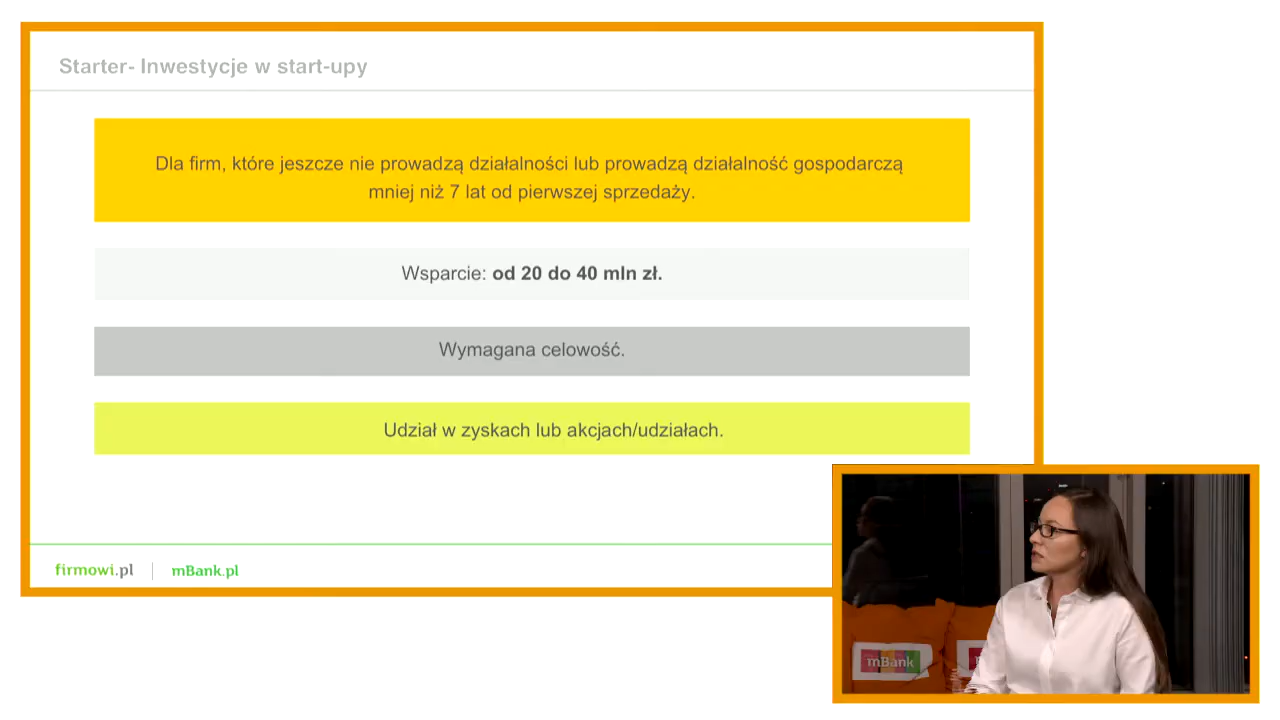 Starter- Inwestycje w start-upy
Dla firm, które jeszcze nie prowadzą działalności lub prowadzą działalność gospodarczą
mniej niż 7 lat od pierwszej sprzedaży.
Wsparcie: od 20 do 40 mln zł.
Wymagana celowość.
Udział w zyskach lub akcjach/udziałach.
firmowi.pl
mBank.pl
mBank